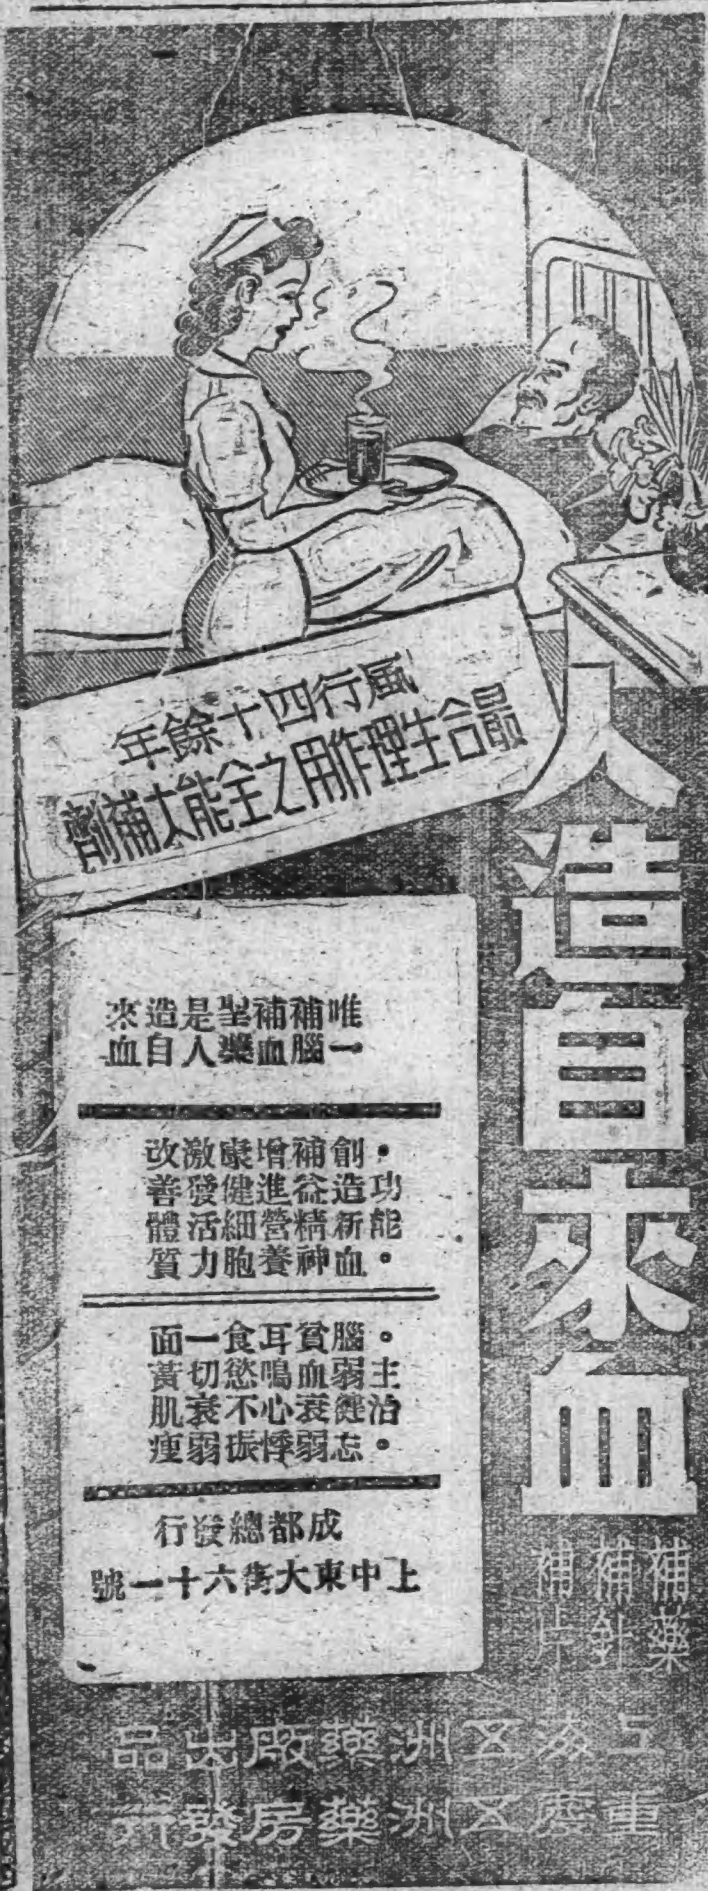 風行四十餘年
最合生理作用之全能大補劑
人造自來血
補藥
補針
補片
唯一
補腦
補血
聖藥
是人
造自
來血
·功能·
創造新血
補益精神
增進營養
康健細胞
激發活力
改善體質
。主治。
腦弱健忘
貧血衰弱
耳鳴心悸
食慾不振
一切衰弱
面黃肌瘦
成都總發行
上中東大街六十一號
上海五洲藥廠出品
重慶五洲藥房發行